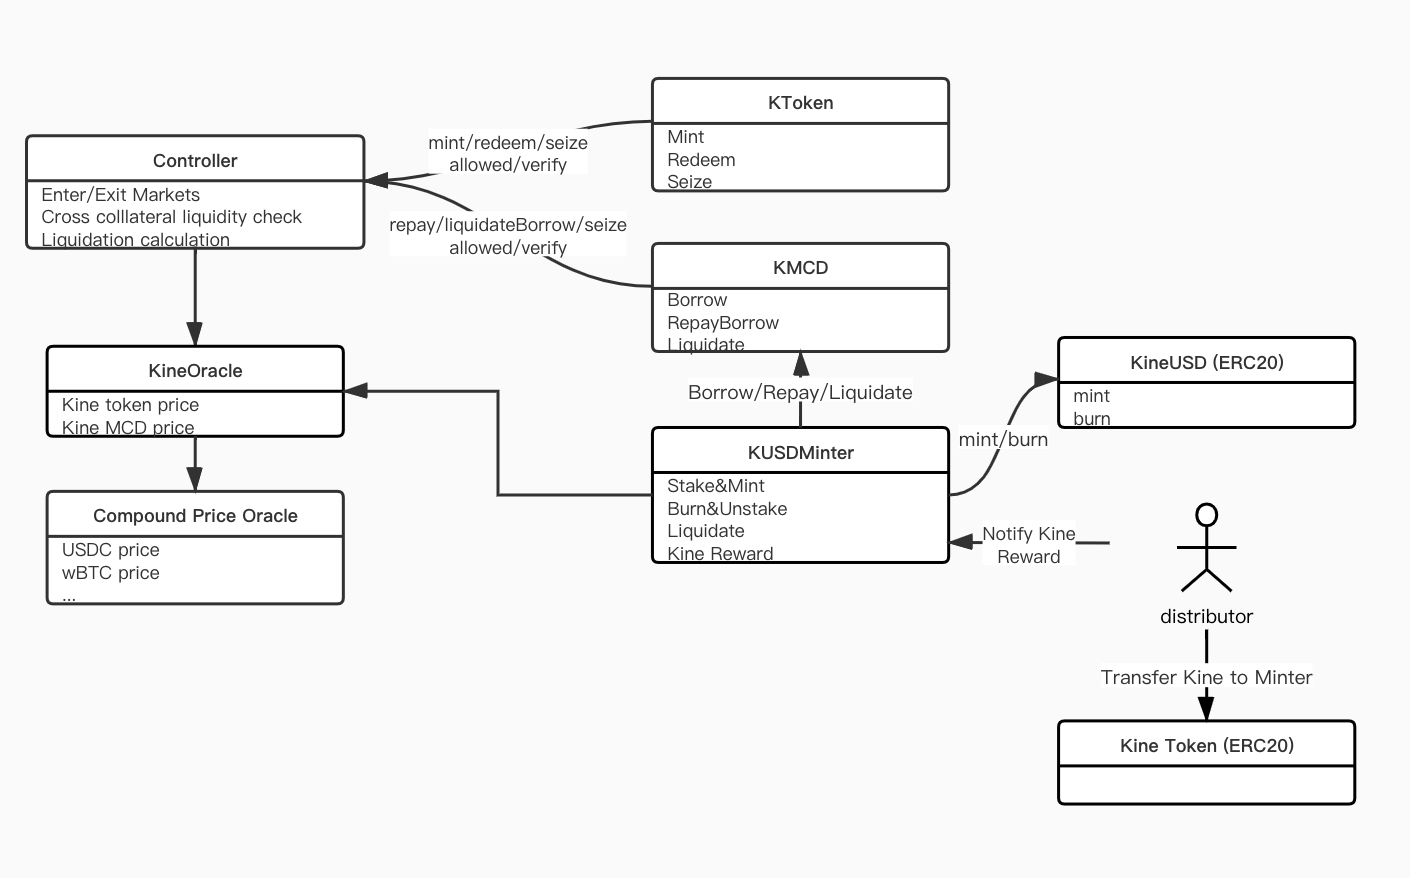 KToken
Mint
Redeem
Seize
mint/redeem/seize
allowed/verify
Controller
Enter/Exit Markets
Cross colllateral liquidity check
Liquidation calculation
repay/liquidateBorrow/seize
allowed/verify
KMCD
Borrow
RepayBorrow
Liquidate
KineOracle
Kine token price
Kine MCD price
Borrow/Repay/Liquidate
KineUSD (ERC20)
mint
burn
mint/burn
KUSDMinter
Stake&Mint
Burn&Unstake
Liquidate
Kine Reward
Compound Price Oracle
USDC price
wBTC price
...
Notify Kine
Reward
distributor
Transfer Kine to Minter
Kine Token (ERC20)